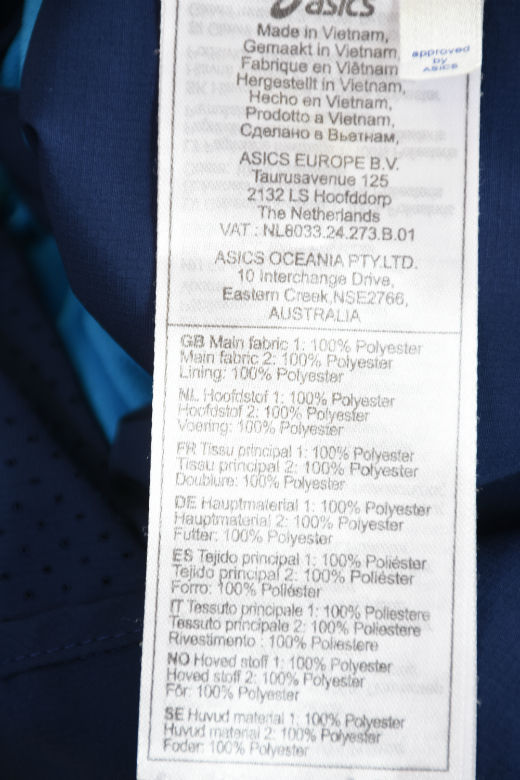 asics
approved
by
ASICS
Made in Vietnam,
Gemaakt in Vietnam,
Fabrique en Viêtnam
Hergestellt in Vietnam,
Hecho en Vietnam,
Prodotto a Vietnam,
Сделано в Вьетнам,
ASICS EUROPE B.V.
Taurusavenue 125
2132 LS Hoofddorp
The Netherlands
VAT.: NL8033.24.273.B.01
ASICS OCEANIA PTY.LTD.
10 Interchange Drive,
Eastern Creek,NSE2766,
AUSTRALIA
GB Main fabric 1: 100% Polyester
Main fabric 2: 100% Polyester
Lining: 100% Polyester
NL Hoofdstof 1: 100% Polyester
Hoofdstof 2: 100% Polyester
Voering: 100% Polyester
FR Tissu principal 1: 100% Polyester
Tissu principal 2: 100% Polyester
Doublure: 100% Polyester
DE Hauptmaterial 1: 100% Polyester
Hauptmaterial 2: 100% Polyester
Futter: 100% Polyester
ES Tejido principal 1: 100% Poliéster
Tejido principal 2: 100% Poliéster
Forro: 100% Poliéster
IT Tessuto principale 1: 100% Poliestere
Tessuto principale 2: 100% Poliestere
Rivestimento : 100% Poliestere
NO Hoved stoff 1: 100% Polyester
Hoved stoff 2: 100% Polyester
Fôr: 100% Polyester
SE Huvud material 1: 100% Polyester
Huvud material 2: 100% Polyester
Foder: 100% Polyester